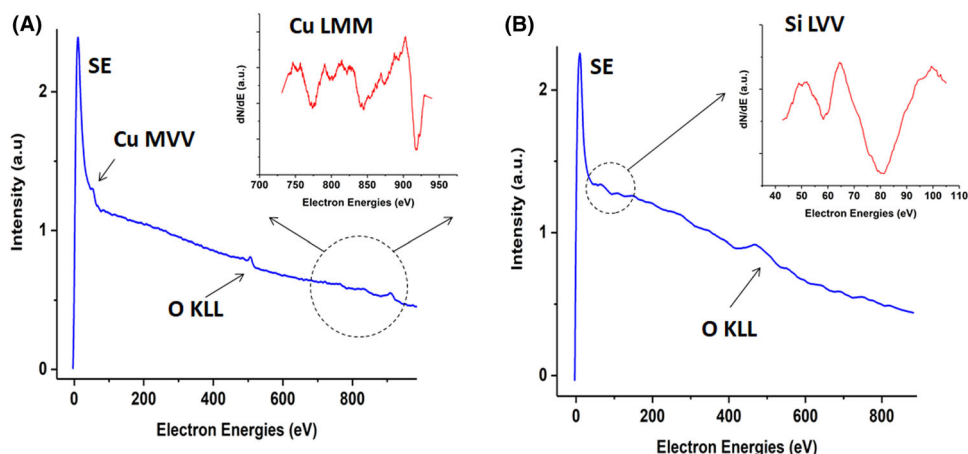 (A)
Cu LMM
SE
Cu MVV
O KLL
dN/dE (a.u.)
700 750 800 850 900 950
Electron Energies (eV)
Intensity (a.u)
2
1
0
0 200 400 600 800
Electron Energies (eV)
(B)
Si LVV
SE
O KLL
dN/dE (a.u.)
40 50 60 70 80 90 100 110
Electron Energies (eV)
Intensity (a.u.)
2
1
0
0 200 400 600 800
Electron Energies (eV)